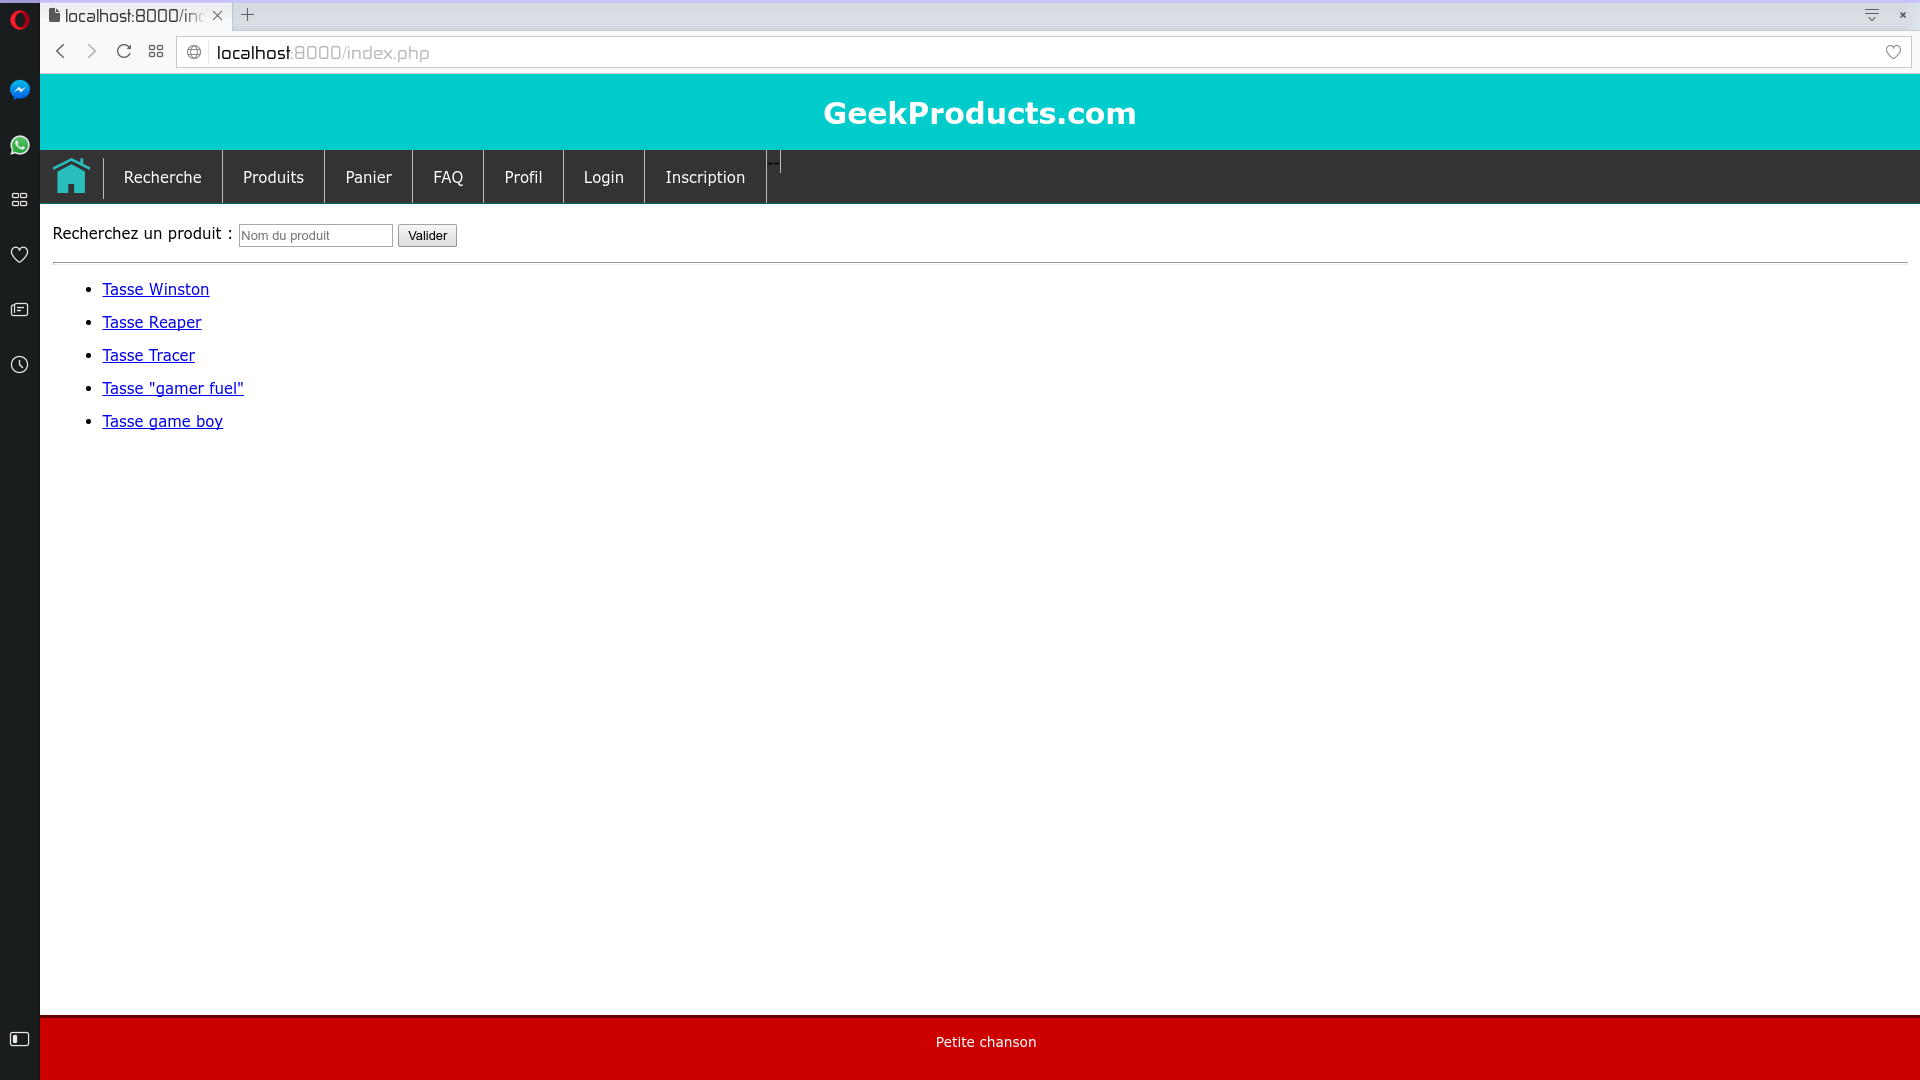 localhost:8000/inc
localhost:8000/index.php
GeekProducts.com
Recherche Produits Panier FAQ Profil Login Inscription --
Recherchez un produit : Nom du produit Valider
Tasse Winston
Tasse Reaper
Tasse Tracer
Tasse "gamer fuel"
Tasse game boy
Petite chanson